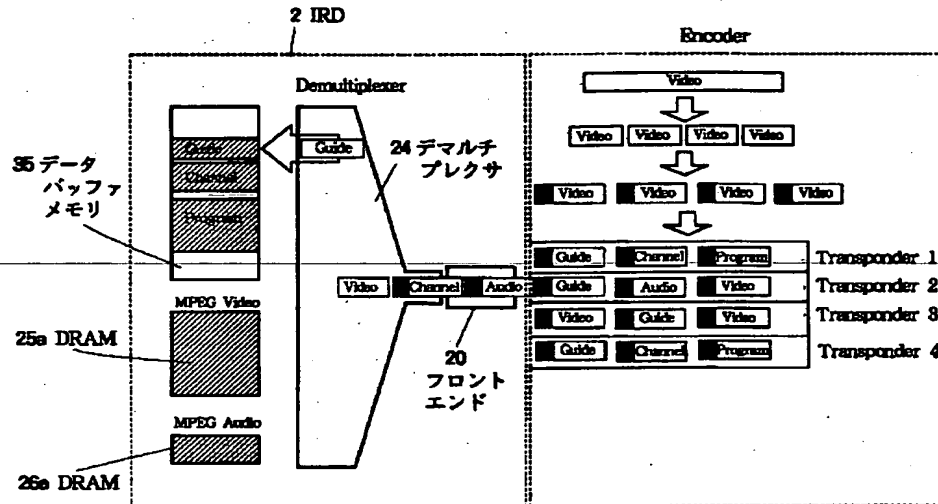 2 IRD
Encoder
Demultiplexer
Video
Video Video Video Video
Video Video Video Video
Guide
24 デマルチ
プレクサ
35 データ
バッファ
メモリ
Guide
Channel
Program
Guide Channel Program Transponder 1
Video Channel Audio
Guide Audio Video Transponder 2
Video Guide Video Transponder 3
Guide Channel Program Transponder 4
MPEG Video
25a DRAM
20
フロント
エンド
MPEG Audio
26a DRAM